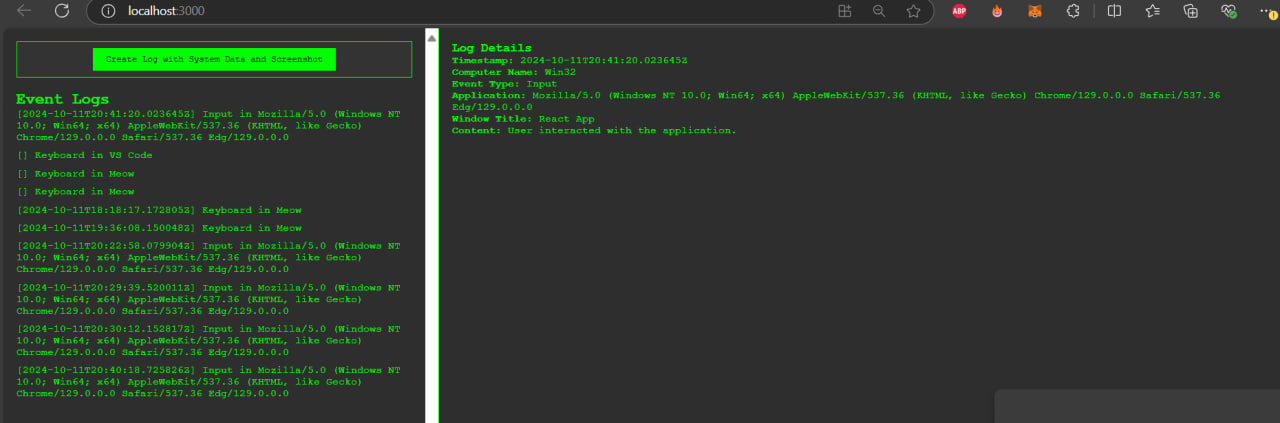 localhost:3000
ABP
Create Log with System Data and Screenshot
Event Logs
[2024-10-11T20:41:20.023645Z] Input in Mozilla/5.0 (Windows NT
10.0; Win64; x64) AppleWebKit/537.36 (KHTML, like Gecko)
Chrome/129.0.0.0 Safari/537.36 Edg/129.0.0.0
[] Keyboard in VS Code
[] Keyboard in Meow
[] Keyboard in Meow
[2024-10-11T18:18:17.172805Z] Keyboard in Meow
[2024-10-11T19:36:08.150048Z] Keyboard in Meow
[2024-10-11T20:22:58.079904Z] Input in Mozilla/5.0 (Windows NT
10.0; Win64; x64) AppleWebKit/537.36 (KHTML, like Gecko)
Chrome/129.0.0.0 Safari/537.36 Edg/129.0.0.0
[2024-10-11T20:29:39.520011Z] Input in Mozilla/5.0 (Windows NT
10.0; Win64; x64) AppleWebKit/537.36 (KHTML, like Gecko)
Chrome/129.0.0.0 Safari/537.36 Edg/129.0.0.0
[2024-10-11T20:30:12.152817Z] Input in Mozilla/5.0 (Windows NT
10.0; Win64; x64) AppleWebKit/537.36 (KHTML, like Gecko)
Chrome/129.0.0.0 Safari/537.36 Edg/129.0.0.0
[2024-10-11T20:40:18.725826Z] Input in Mozilla/5.0 (Windows NT
10.0; Win64; x64) AppleWebKit/537.36 (KHTML, like Gecko)
Chrome/129.0.0.0 Safari/537.36 Edg/129.0.0.0
Log Details
Timestamp: 2024-10-11T20:41:20.023645Z
Computer Name: Win32
Event Type: Input
Application: Mozilla/5.0 (Windows NT 10.0; Win64; x64) AppleWebKit/537.36 (KHTML, like Gecko) Chrome/129.0.0.0 Safari/537.36
Edg/129.0.0.0
Window Title: React App
Content: User interacted with the application.